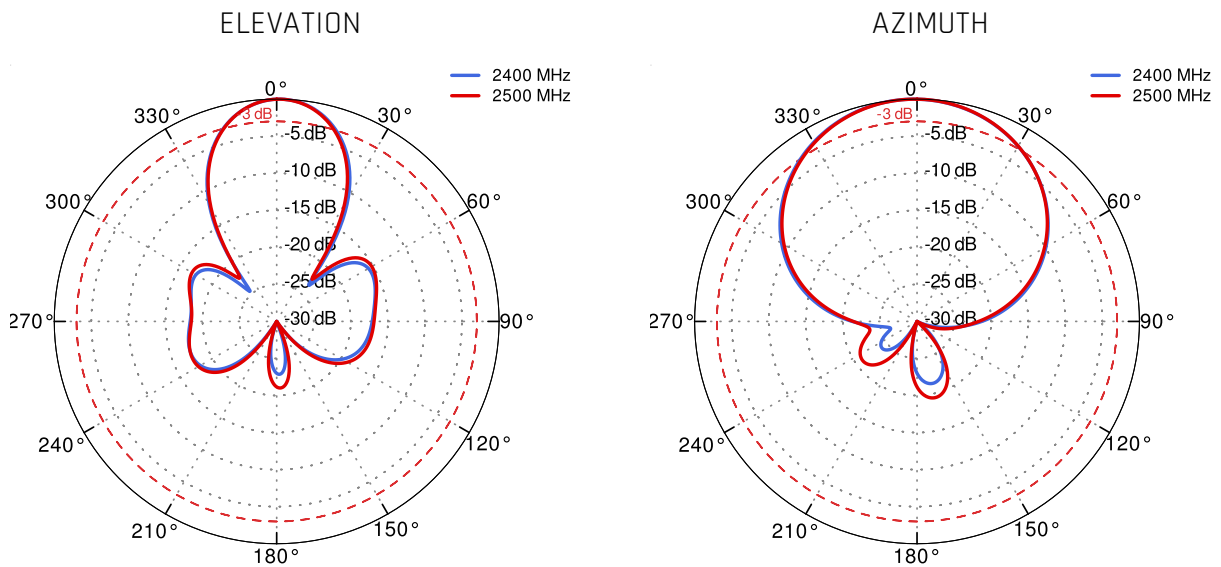 ELEVATION
2400 MHz
2500 MHz
0°
330°
3 dB
30°
-5 dB
-10 dB
300°
60°
-15 dB
-20 dB
-25 dB
270°
-30 dB
90°
240°
120°
210°
150°
180°
AZIMUTH
2400 MHz
2500 MHz
0°
330°
-3 dB
30°
-5 dB
-10 dB
300°
60°
-15 dB
-20 dB
-25 dB
270°
-30 dB
90°
240°
120°
210°
150°
180°